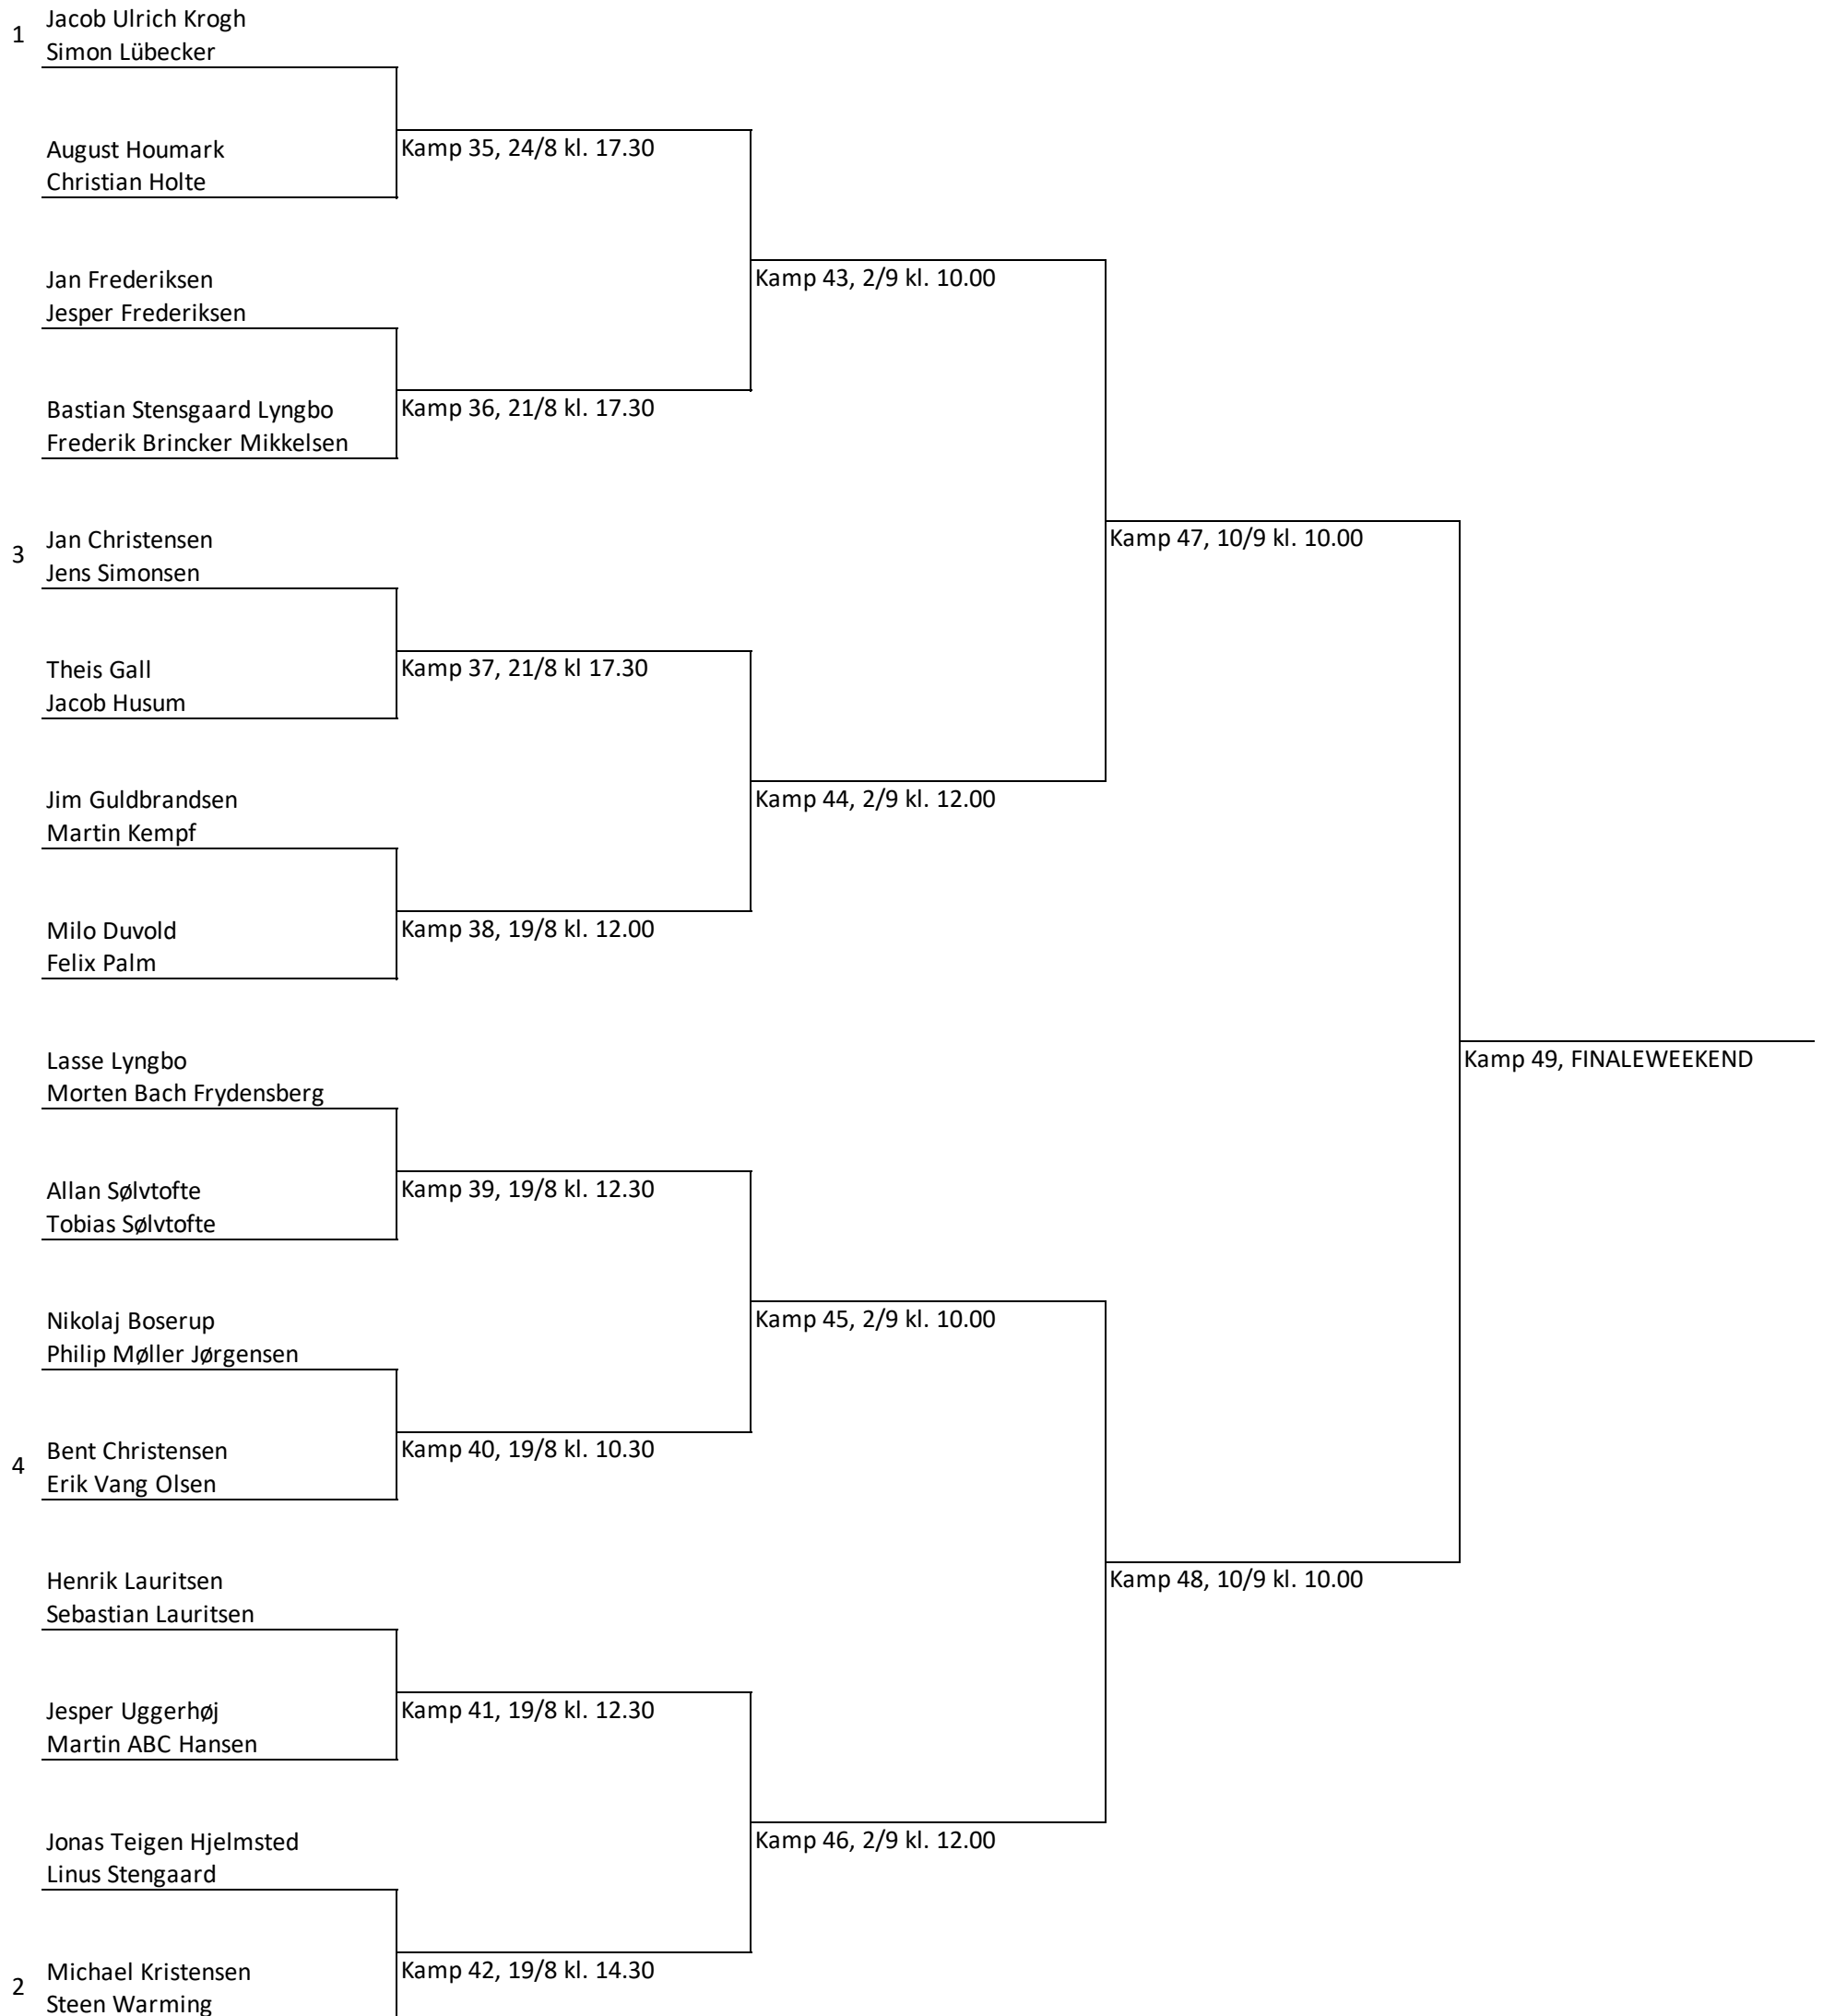 1
Jacob Ulrich Krogh
Simon Lübecker
Kamp 35, 24/8 kl. 17.30
August Houmark
Christian Holte
Kamp 43, 2/9 kl. 10.00
Jan Frederiksen
Jesper Frederiksen
Kamp 36, 21/8 kl. 17.30
Bastian Stensgaard Lyngbo
Frederik Brincker Mikkelsen
Kamp 47, 10/9 kl. 10.00
3
Jan Christensen
Jens Simonsen
Kamp 37, 21/8 kl 17.30
Theis Gall
Jacob Husum
Kamp 44, 2/9 kl. 12.00
Jim Guldbrandsen
Martin Kempf
Kamp 38, 19/8 kl. 12.00
Milo Duvold
Felix Palm
Kamp 49, FINALEWEEKEND
Lasse Lyngbo
Morten Bach Frydensberg
Kamp 39, 19/8 kl. 12.30
Allan Sølvtofte
Tobias Sølvtofte
Kamp 45, 2/9 kl. 10.00
Nikolaj Boserup
Philip Møller Jørgensen
Kamp 40, 19/8 kl. 10.30
4
Bent Christensen
Erik Vang Olsen
Kamp 48, 10/9 kl. 10.00
Henrik Lauritsen
Sebastian Lauritsen
Kamp 41, 19/8 kl. 12.30
Jesper Uggerhøj
Martin ABC Hansen
Kamp 46, 2/9 kl. 12.00
Jonas Teigen Hjelmsted
Linus Stengaard
Kamp 42, 19/8 kl. 14.30
2
Michael Kristensen
Steen Warming